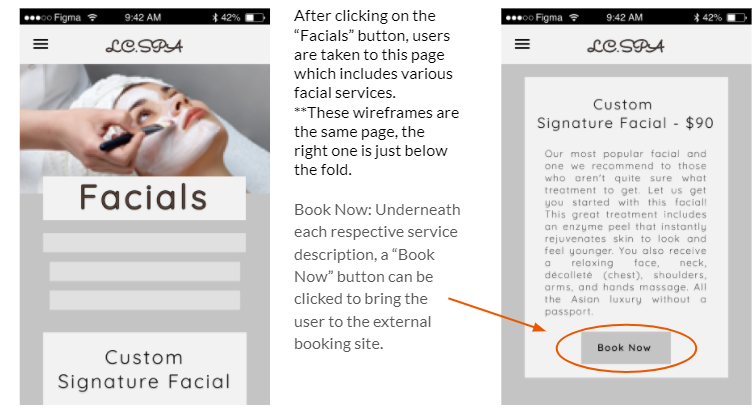 Figma 9:42 AM 42%
LC.SPA
Facials
Custom
Signature Facial
After clicking on the
“Facials” button, users
are taken to this page
which includes various
facial services.
**These wireframes are
the same page, the
right one is just below
the fold.
Book Now: Underneath
each respective service
description, a “Book
Now” button can be
clicked to bring the
user to the external
booking site.
Figma 9:42 AM 42%
LC.SPA
Custom
Signature Facial - $90
Our most popular facial and
one we recommend to those
who aren't quite sure what
treatment to get. Let us get
you started with this facial!
This great treatment includes
an enzyme peel that instantly
rejuvenates skin to look and
feel younger. You also receive
a relaxing face, neck,
décolleté (chest), shoulders,
arms, and hands massage. All
the Asian luxury without a
passport.
Book Now